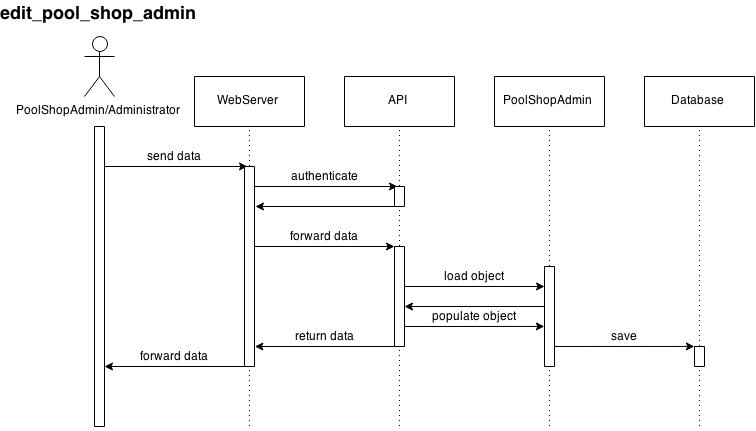 edit_pool_shop_admin
PoolShopAdmin/Administrator
WebServer
API
PoolShopAdmin
Database
send data
authenticate
forward data
load object
populate object
return data
save
forward data